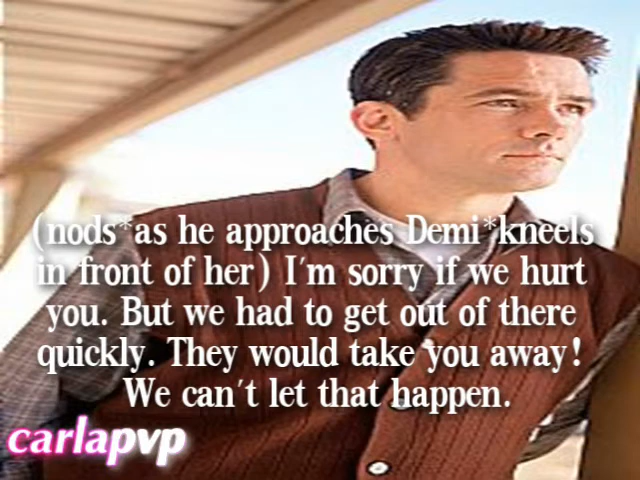 (nods*as he approaches Demi*kneels
in front of her) I'm sorry if we hurt
you. But we had to get out of there
quickly. They would take you away!
We can't let that happen.
carlapvp